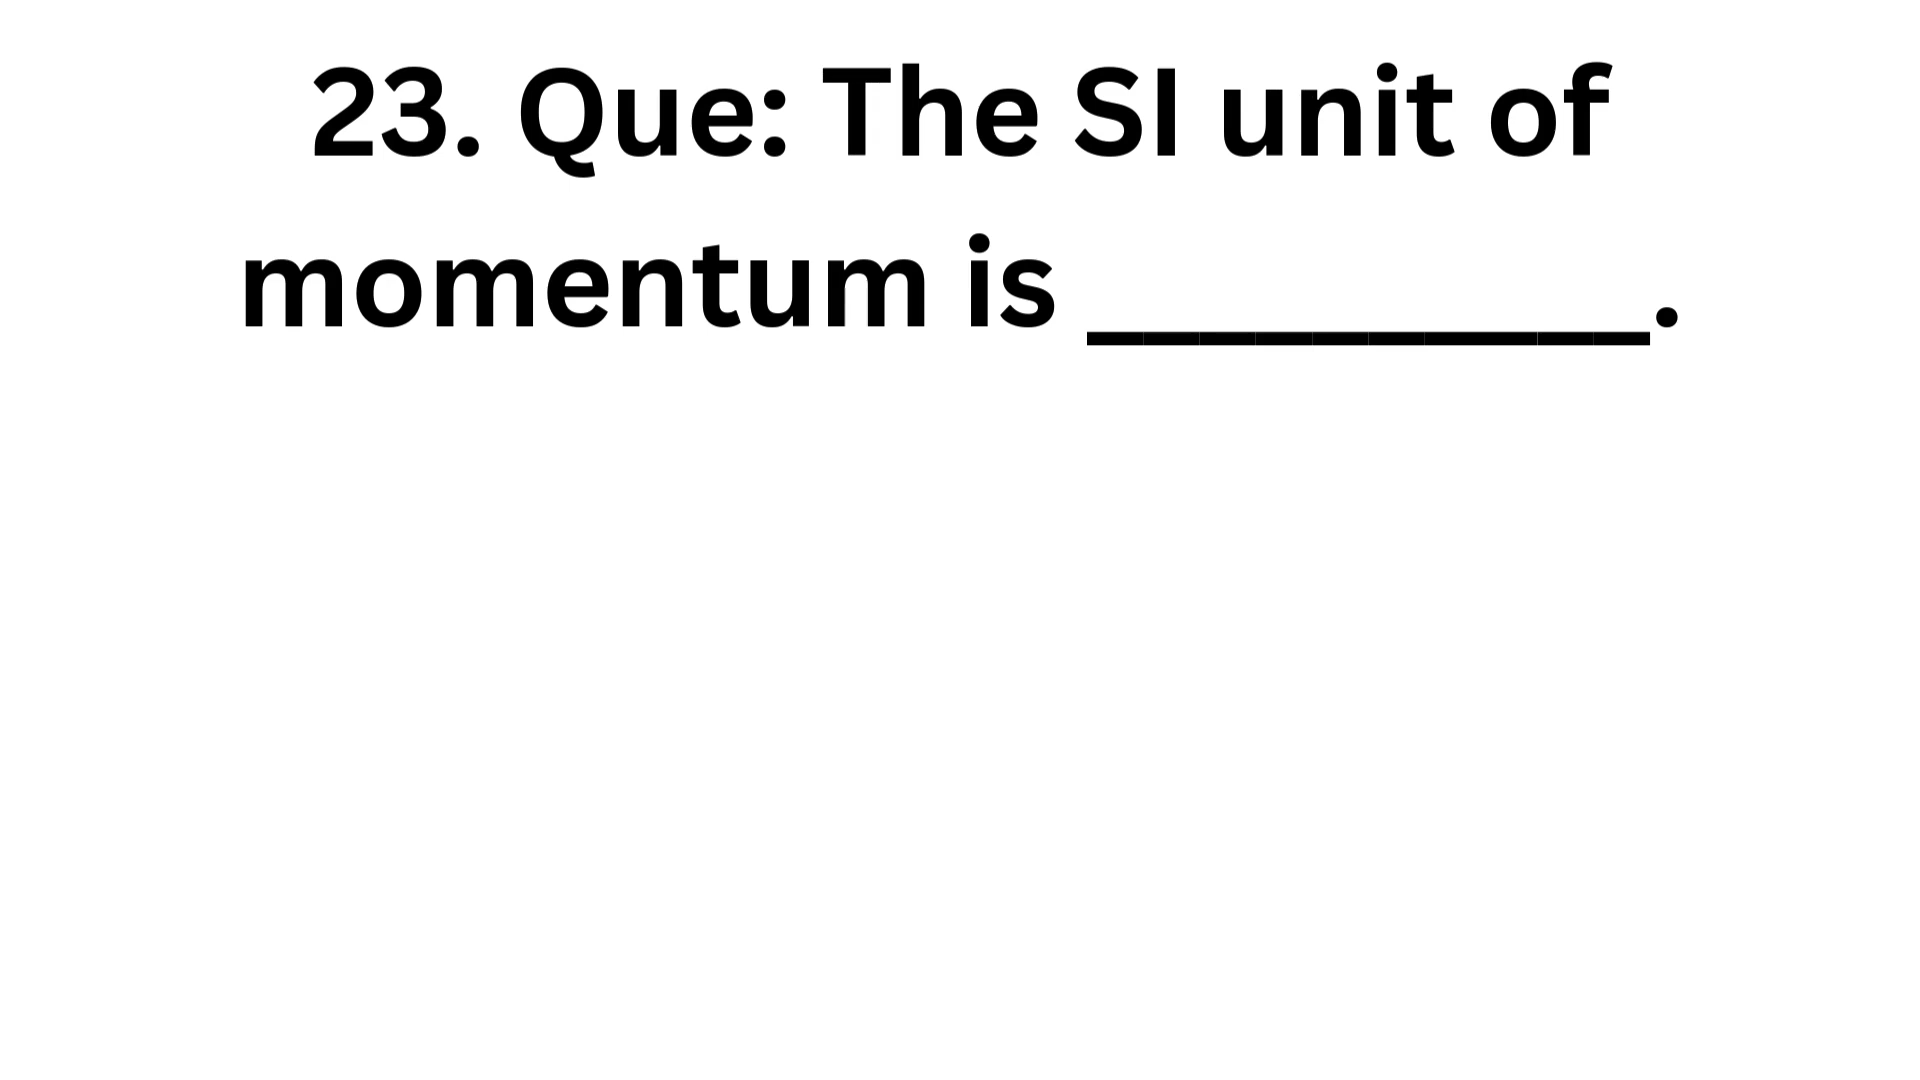 23. Que: The SI unit of
momentum is __________.